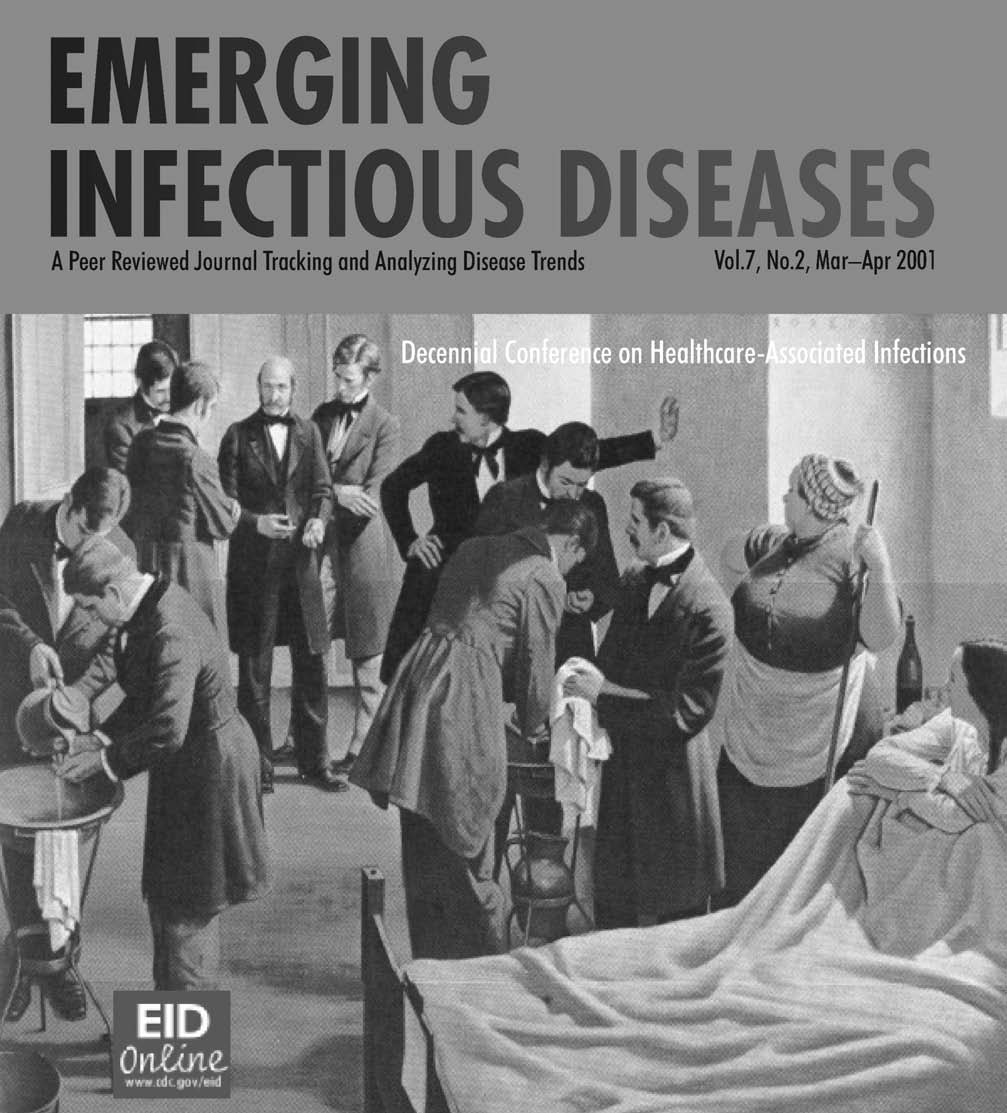 EMERGING
INFECTIOUS DISEASES
A Peer Reviewed Journal Tracking and Analyzing Disease Trends
Vol.7, No.2, Mar–Apr 2001
Decennial Conference on Healthcare-Associated Infections
EID
Online
www.cdc.gov/eid